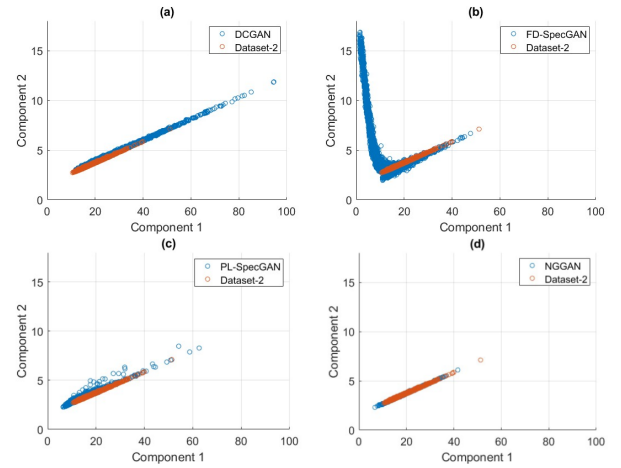 (a)
DCGAN
Dataset-2
Component 2
15
10
5
0
0 20 40 60 80 100
Component 1
(b)
FD-SpecGAN
Dataset-2
Component 2
15
10
5
0
0 20 40 60 80 100
Component 1
(c)
PL-SpecGAN
Dataset-2
Component 2
15
10
5
0
0 20 40 60 80 100
Component 1
(d)
NGGAN
Dataset-2
Component 2
15
10
5
0
0 20 40 60 80 100
Component 1